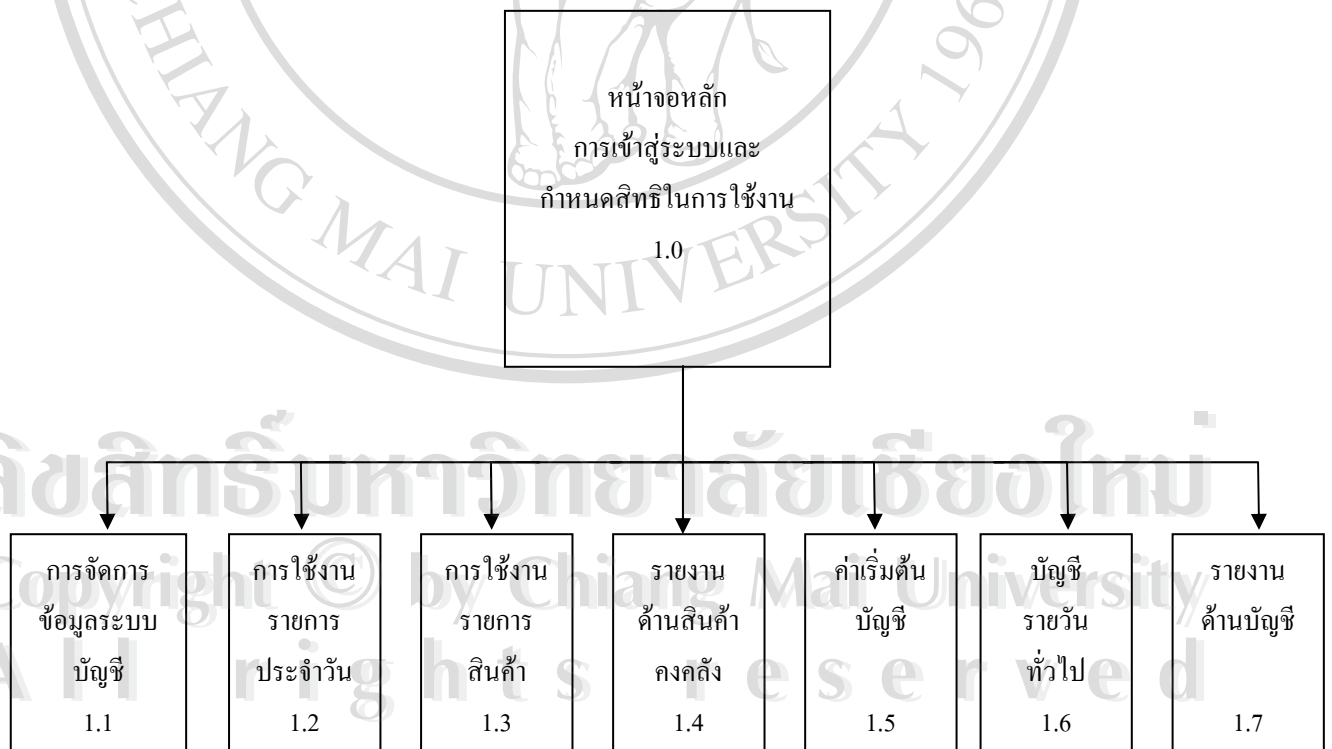 หน้าจอหลัก
การเข้าสู่ระบบและ
กำหนดสิทธิในการใช้งาน
1.0
CHIANG MAI UNIVERSITY 196
ลิขสิทธิ์มหาวิทยาลัยเชียงใหม่
Copyright © by Chiang Mai University
All rights reserved
การจัดการ
ข้อมูลระบบ
บัญชี
1.1
การใช้งาน
รายการ
ประจำวัน
1.2
การใช้งาน
รายการ
สินค้า
1.3
รายงาน
ด้านสินค้า
คงคลัง
1.4
ค่าเริ่มต้น
บัญชี
1.5
บัญชี
รายวัน
ทั่วไป
1.6
รายงาน
ด้านบัญชี
1.7